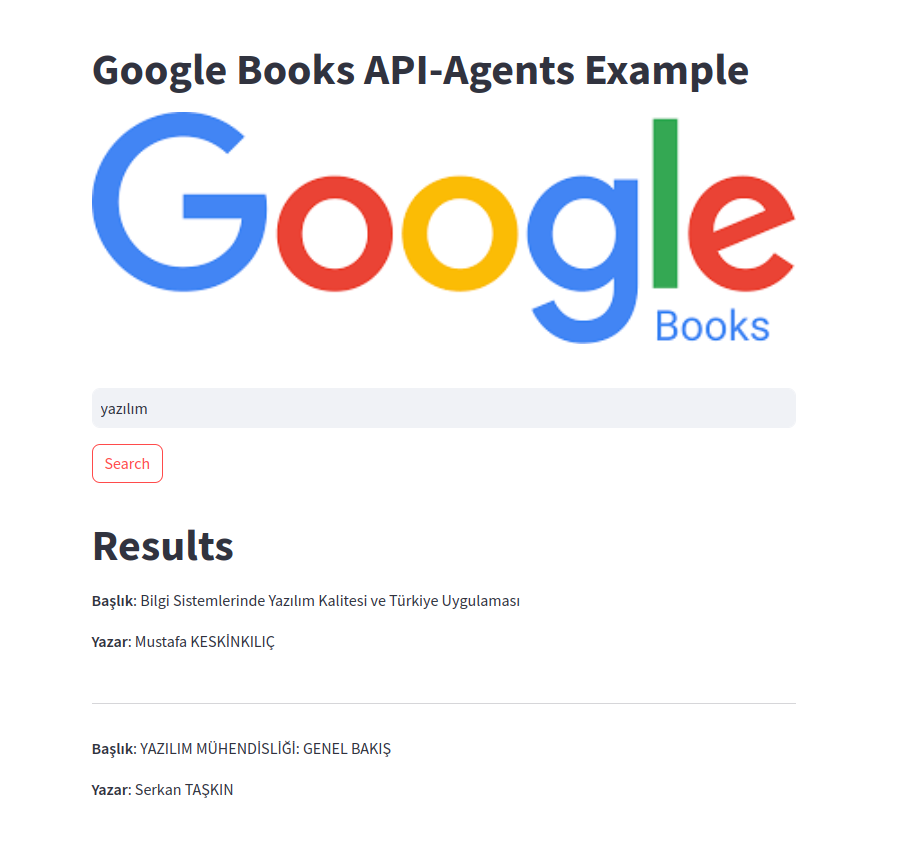 Google Books API-Agents Example
Google
Books
yazılım
Search
Results
Başlık: Bilgi Sistemlerinde Yazılım Kalitesi ve Türkiye Uygulaması
Yazar: Mustafa KESKİNKILIÇ
Başlık: YAZILIM MÜHENDİSLİĞİ: GENEL BAKIŞ
Yazar: Serkan TAŞKIN